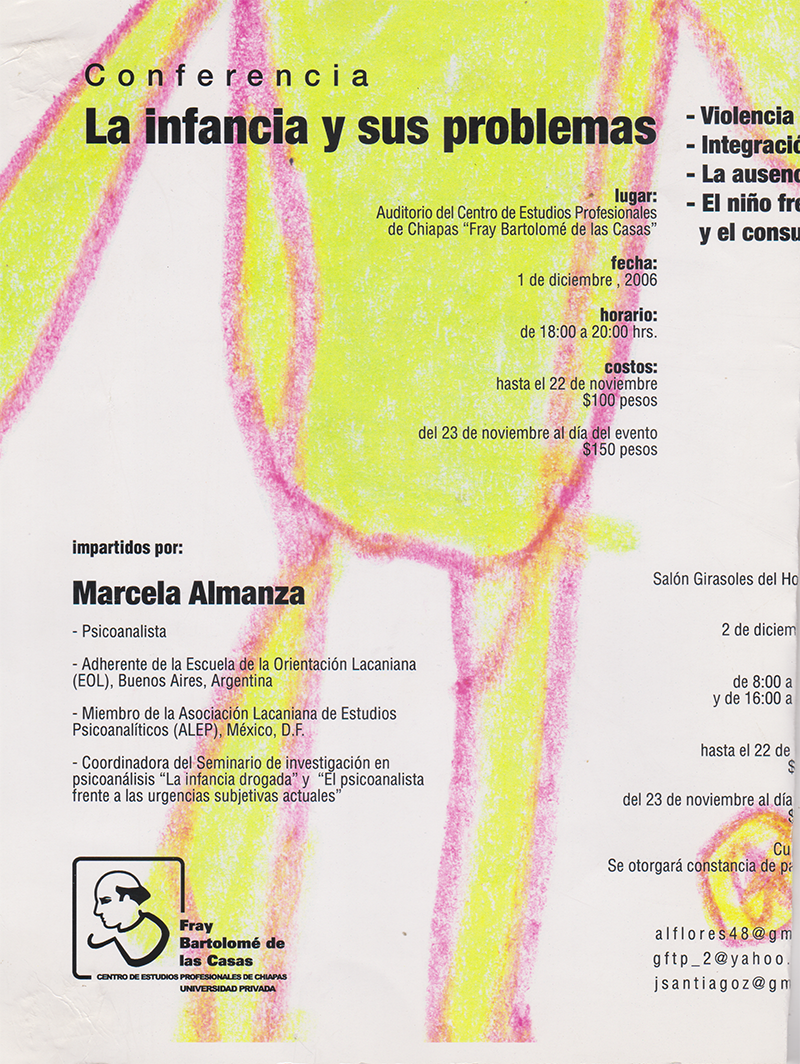 Conferencia
La infancia y sus problemas
lugar:
Auditorio del Centro de Estudios Profesionales
de Chiapas “Fray Bartolomé de las Casas”
fecha:
1 de diciembre , 2006
horario:
de 18:00 a 20:00 hrs.
costos:
hasta el 22 de noviembre
$100 pesos
del 23 de noviembre al día del evento
$150 pesos
- Violencia
- Integració
- La ausenc
- El niño fre
y el consu
impartidos por:
Marcela Almanza
- Psicoanalista
- Adherente de la Escuela de la Orientación Lacaniana
(EOL), Buenos Aires, Argentina
- Miembro de la Asociación Lacaniana de Estudios
Psicoanalíticos (ALEP), México, D.F.
- Coordinadora del Seminario de investigación en
psicoanálisis “La infancia drogada” y “El psicoanalista
frente a las urgencias subjetivas actuales”
Fray
Bartolomé de
las Casas
CENTRO DE ESTUDIOS PROFESIONALES DE CHIAPAS
UNIVERSIDAD PRIVADA
Salón Girasoles del Ho
2 de diciem
de 8:00 a
y de 16:00 a
hasta el 22 de
$
del 23 de noviembre al día
$
Cu
Se otorgará constancia de pa
alflores48@gm
gftp_2@yahoo.
jsantiagoz@gm